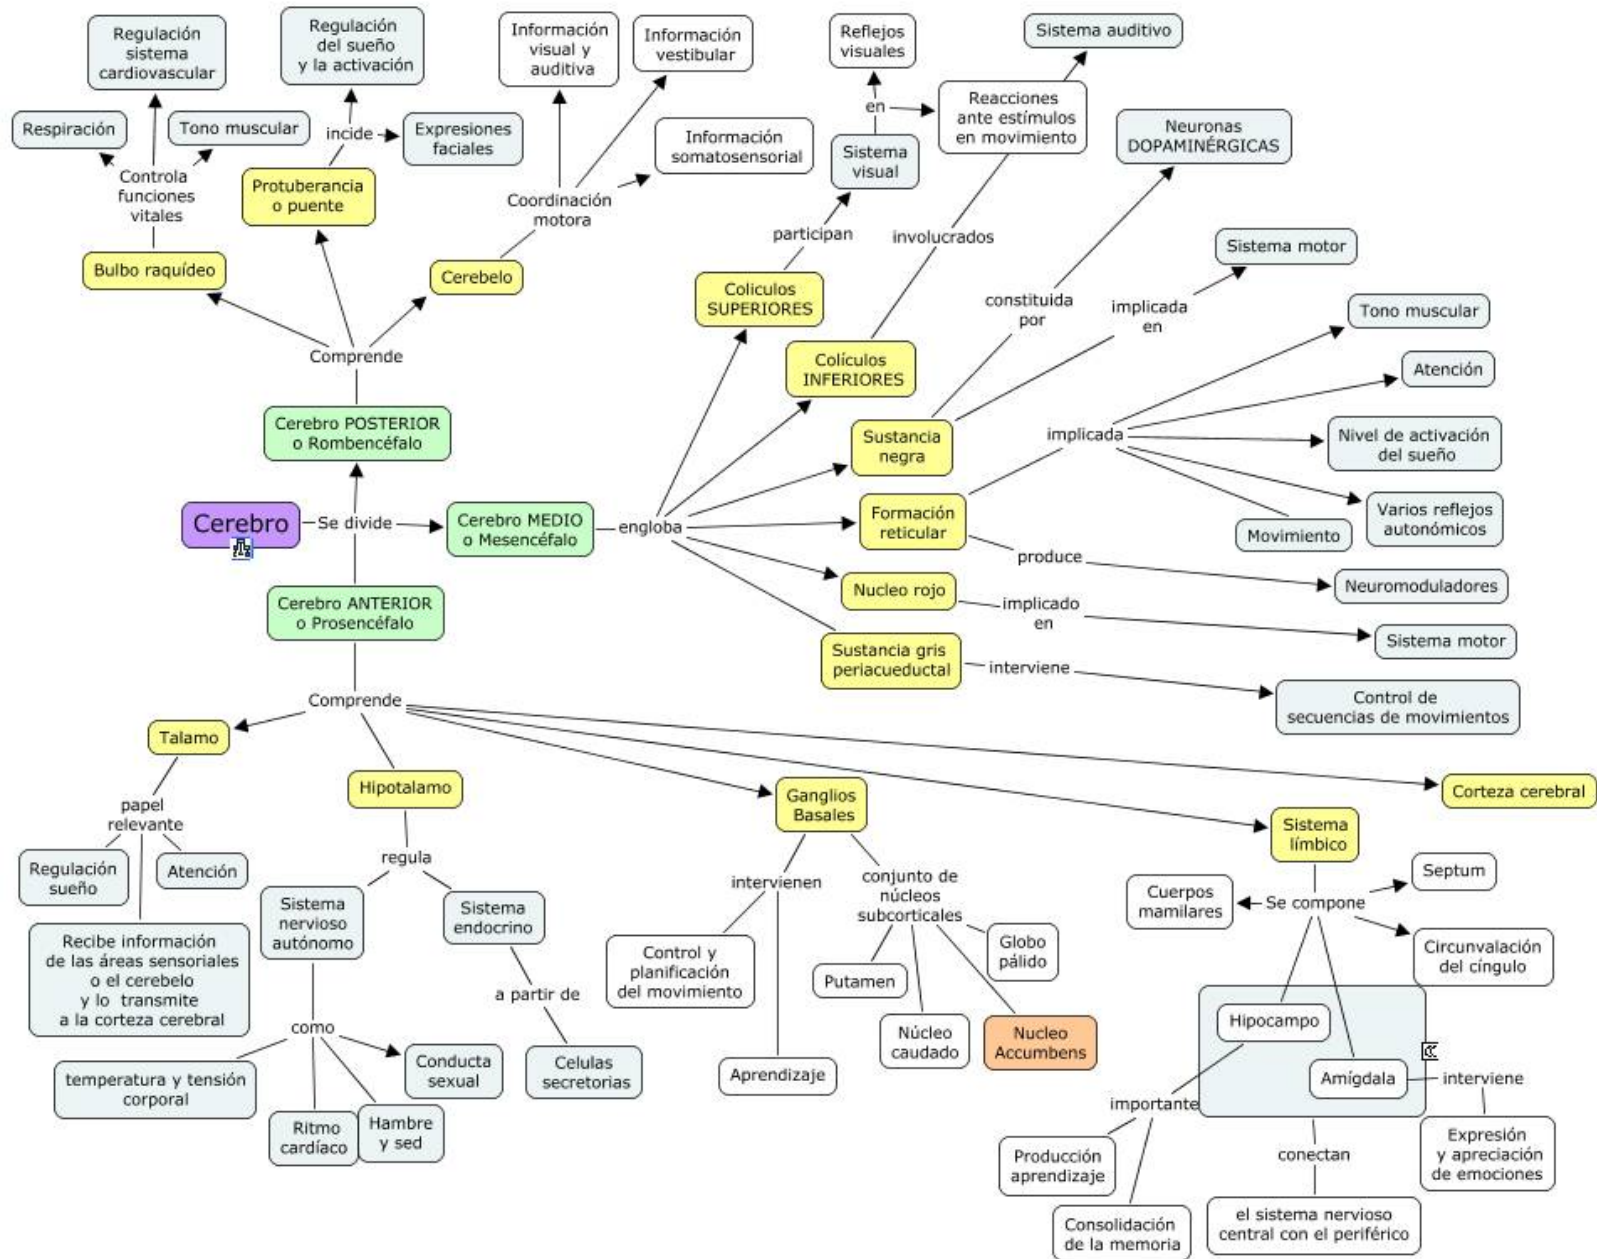 Regulación
sistema
cardiovascular
Regulación
del sueño
y la activación
Información
visual y
auditiva
Información
vestibular
Reflejos
visuales
Sistema auditivo
Respiración
Tono muscular
incide
Expresiones
faciales
Información
somatosensorial
en
Reacciones
ante estímulos
en movimiento
Neuronas
DOPAMINÉRGICAS
Controla
funciones
vitales
Protuberancia
o puente
Coordinación
motora
Sistema
visual
participan
involucrados
Sistema motor
Bulbo raquídeo
Cerebelo
Coliculos
SUPERIORES
constituida
por
implicada
en
Tono muscular
Comprende
Colículos
INFERIORES
Atención
Cerebro POSTERIOR
o Rombencéfalo
Sustancia
negra
implicada
Nivel de activación
del sueño
Cerebro
Se divide
Cerebro MEDIO
o Mesencéfalo
engloba
Formación
reticular
Movimiento
Varios reflejos
autonómicos
produce
Neuromoduladores
Cerebro ANTERIOR
o Prosencéfalo
Nucleo rojo
implicado
en
Sistema motor
Sustancia gris
periacueductal
interviene
Control de
secuencias de movimientos
Comprende
Talamo
Hipotalamo
Ganglios
Basales
Corteza cerebral
Sistema
límbico
papel
relevante
Regulación
sueño
Atención
regula
intervienen
conjunto de
núcleos
subcorticales
Cuerpos
mamilares
Se compone
Septum
Sistema
nervioso
autónomo
Sistema
endocrino
Recibe información
de las áreas sensoriales
o el cerebelo
y lo transmite
a la corteza cerebral
Control y
planificación
del movimiento
Putamen
Globo
pálido
Circunvalación
del cíngulo
a partir de
como
Núcleo
caudado
Nucleo
Accumbens
Hipocampo
temperatura y tensión
corporal
Conducta
sexual
Celulas
secretorias
Aprendizaje
Amígdala
interviene
Ritmo
cardíaco
Hambre
y sed
importante
Producción
aprendizaje
conectan
Expresión
y apreciación
de emociones
Consolidación
de la memoria
el sistema nervioso
central con el periférico